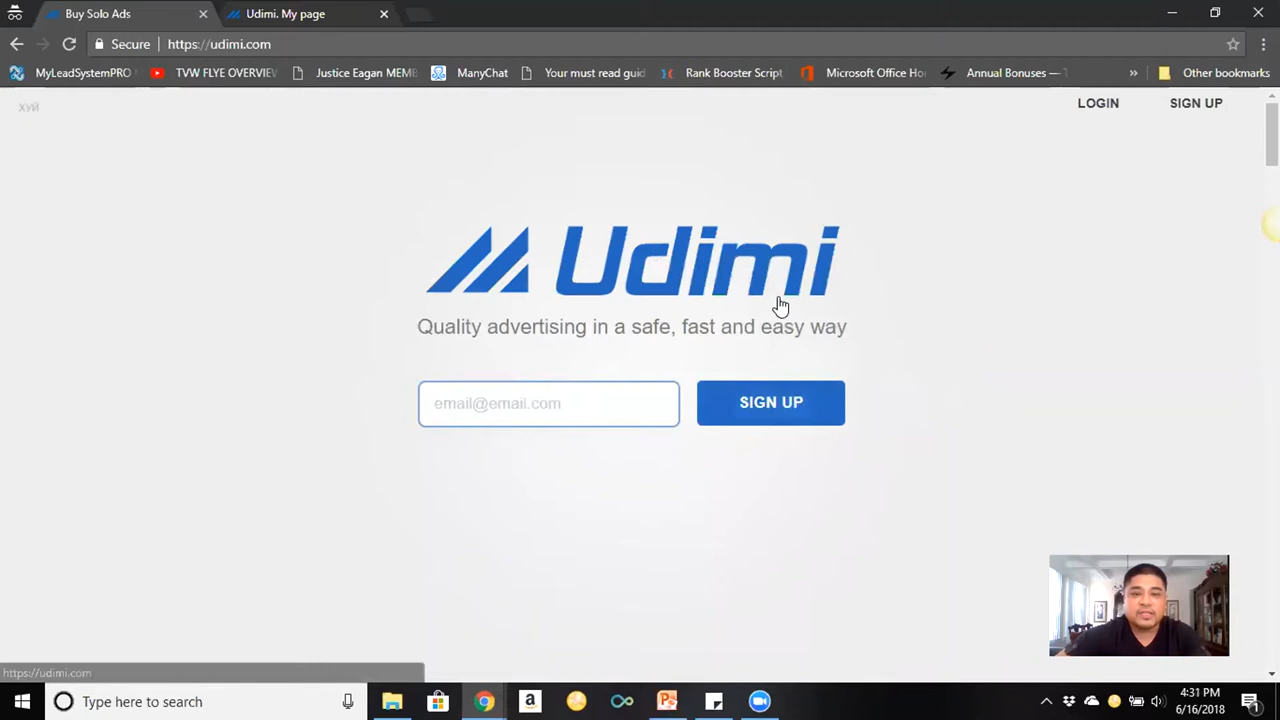 Buy Solo Ads
Udimi. My page
Secure
https://udimi.com
MyLeadSystemPRO
TVW FLYE OVERVIEW
Justice Eagan MEMB
ManyChat
Your must read guid
Rank Booster Script
Microsoft Office Ho
Annual Bonuses — T
»
Other bookmarks
хуй
LOGIN
SIGN UP
Udimi
Quality advertising in a safe, fast and easy way
email@email.com
SIGN UP
https://udimi.com
Type here to search
4:31 PM
6/16/2018
1